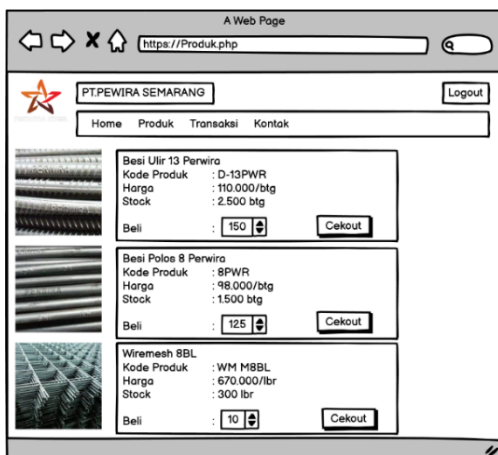 A Web Page
https://Produk.php
PT.PEWIRA SEMARANG
Logout
Home Produk Transaksi Kontak
Besi Ulir 13 Perwira
Kode Produk : D-13PWR
Harga : 110.000/btg
Stock : 2.500 btg
Beli : 150
Cekout
Besi Polos 8 Perwira
Kode Produk : 8PWR
Harga : 98.000/btg
Stock : 1.500 btg
Beli : 125
Cekout
Wiremesh 8BL
Kode Produk : WM M8BL
Harga : 670.000/lbr
Stock : 300 lbr
Beli : 10
Cekout